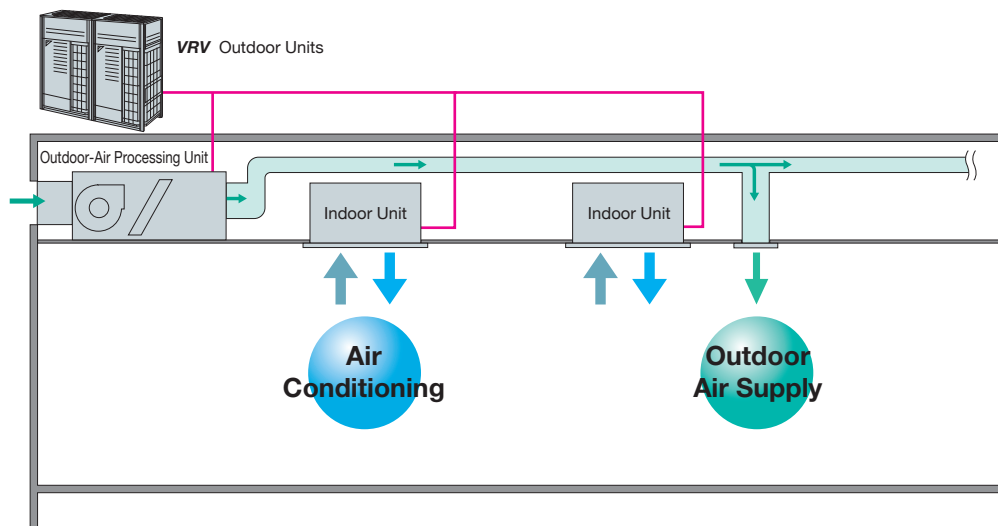 VRV Outdoor Units
Outdoor-Air Processing Unit
Indoor Unit
Indoor Unit
Air
Conditioning
Outdoor
Air Supply